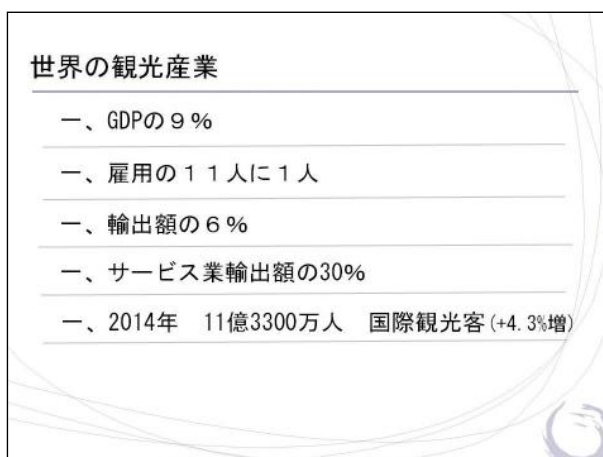 世界の観光産業
一、GDPの９％
一、雇用の１１人に１人
一、輸出額の６％
一、サービス業輸出額の30％
一、2014年　11億3300万人　国際観光客(+4.3%増)